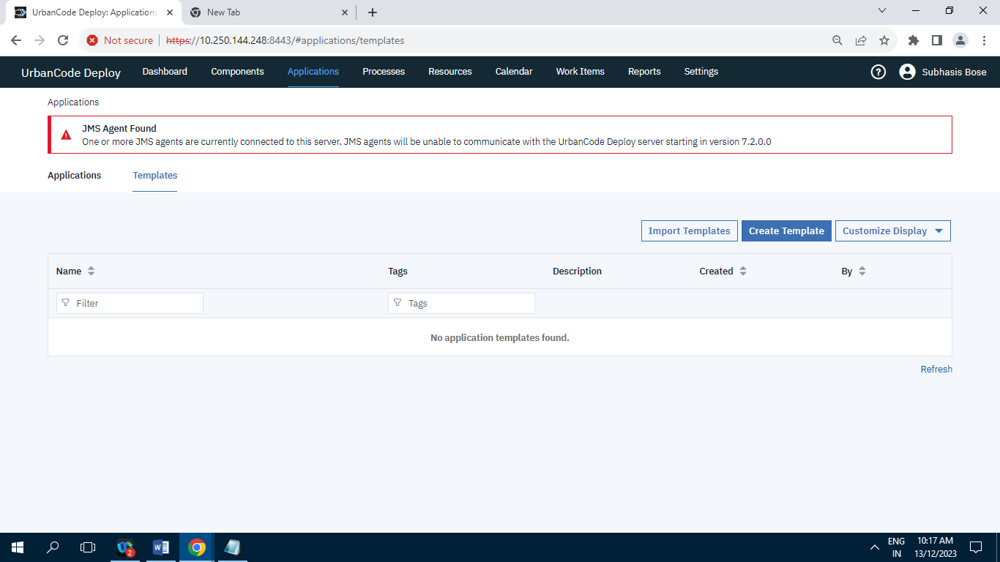 UrbanCode Deploy: Applications
New Tab
Not secure
https://10.250.144.248:8443/#applications/templates
UrbanCode Deploy Dashboard Components Applications Processes Resources Calendar Work Items Reports Settings ? Subhasis Bose
Applications
JMS Agent Found
One or more JMS agents are currently connected to this server. JMS agents will be unable to communicate with the UrbanCode Deploy server starting in version 7.2.0.0
Applications Templates
Import Templates Create Template Customize Display
Name Tags Description Created By
Filter Tags
No application templates found.
Refresh
2
ENG 10:17 AM
IN 13/12/2023